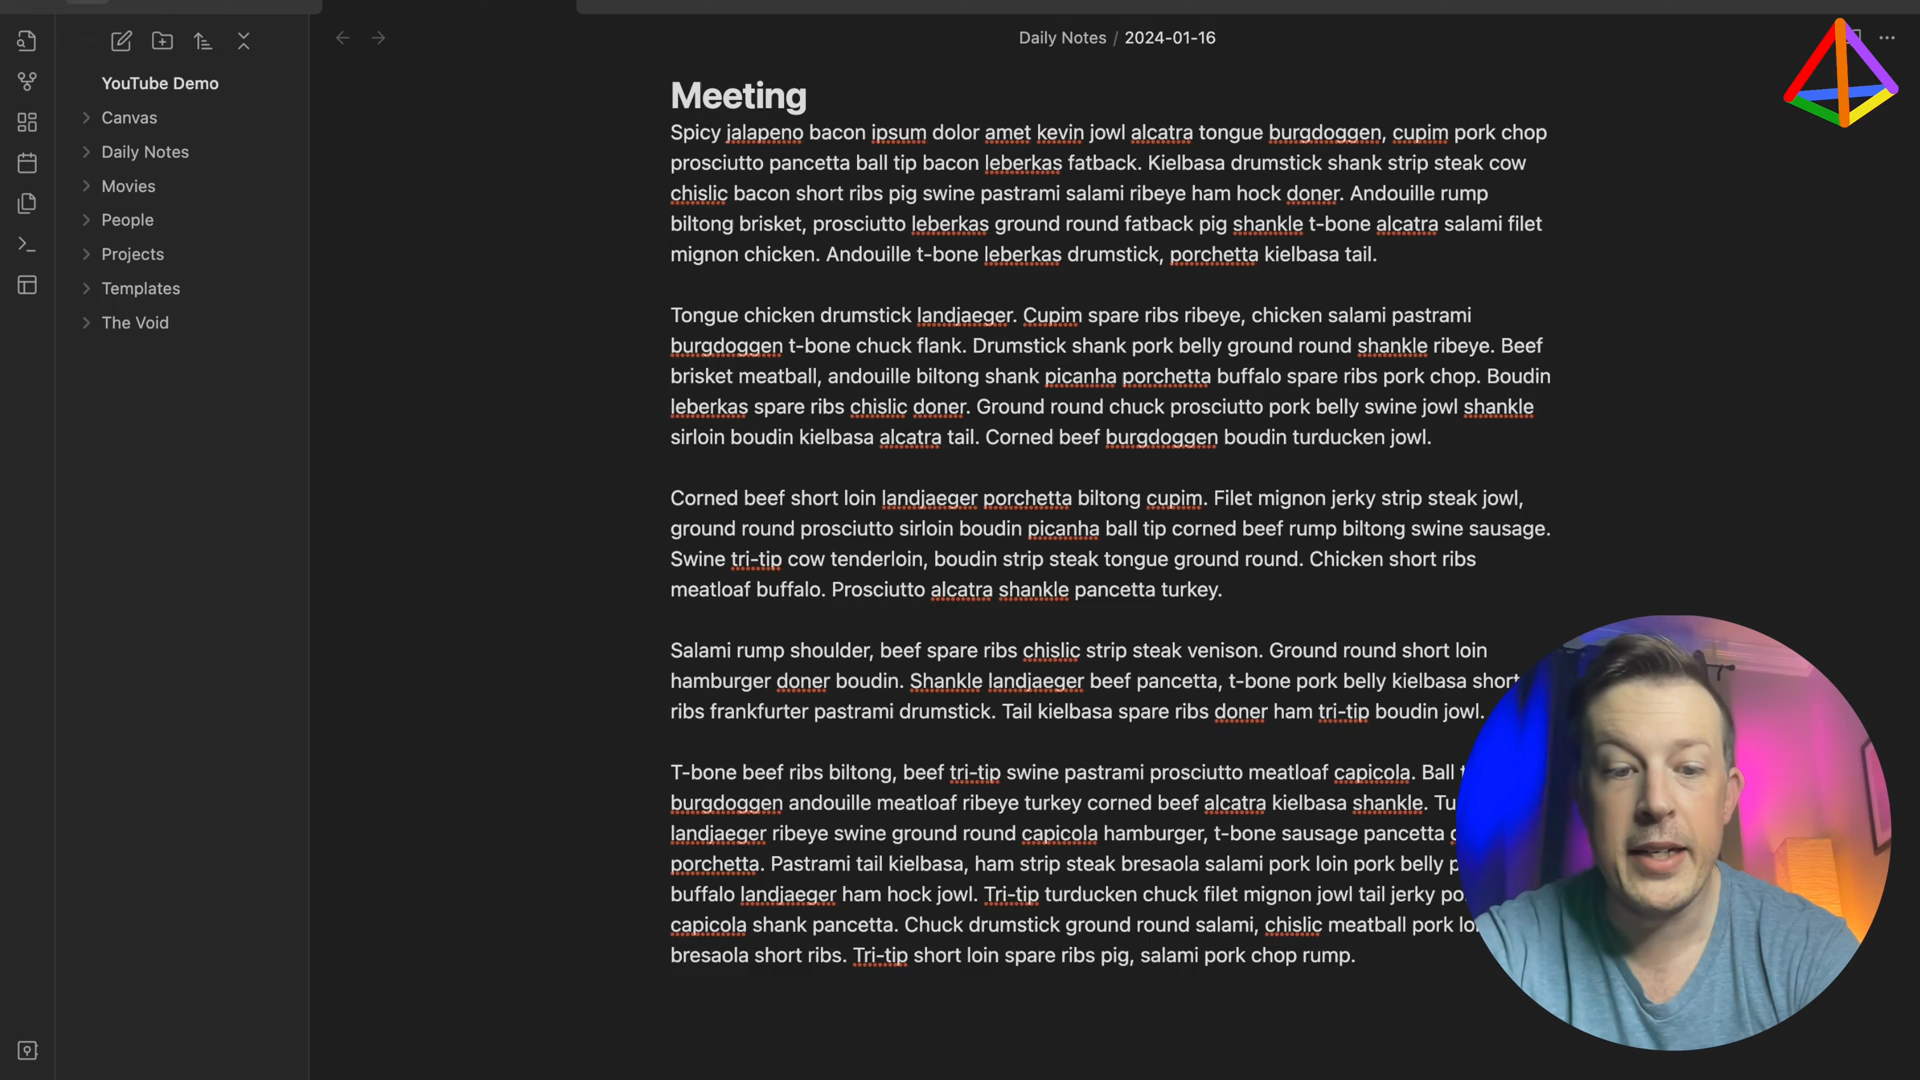 Daily Notes / 2024-01-16
YouTube Demo
Canvas
Daily Notes
Movies
People
Projects
Templates
The Void
Meeting
Spicy jalapeno bacon ipsum dolor amet kevin jowl alcatra tongue burgdoggen, cupim pork chop
prosciutto pancetta ball tip bacon leberkas fatback. Kielbasa drumstick shank strip steak cow
chislic bacon short ribs pig swine pastrami salami ribeye ham hock doner. Andouille rump
biltong brisket, prosciutto leberkas ground round fatback pig shankle t-bone alcatra salami filet
mignon chicken. Andouille t-bone leberkas drumstick, porchetta kielbasa tail.
Tongue chicken drumstick landjaeger. Cupim spare ribs ribeye, chicken salami pastrami
burgdoggen t-bone chuck flank. Drumstick shank pork belly ground round shankle ribeye. Beef
brisket meatball, andouille biltong shank picanha porchetta buffalo spare ribs pork chop. Boudin
leberkas spare ribs chislic doner. Ground round chuck prosciutto pork belly swine jowl shankle
sirloin boudin kielbasa alcatra tail. Corned beef burgdoggen boudin turducken jowl.
Corned beef short loin landjaeger porchetta biltong cupim. Filet mignon jerky strip steak jowl,
ground round prosciutto sirloin boudin picanha ball tip corned beef rump biltong swine sausage.
Swine tri-tip cow tenderloin, boudin strip steak tongue ground round. Chicken short ribs
meatloaf buffalo. Prosciutto alcatra shankle pancetta turkey.
Salami rump shoulder, beef spare ribs chislic strip steak venison. Ground round short loin
hamburger doner boudin. Shankle landjaeger beef pancetta, t-bone pork belly kielbasa short
ribs frankfurter pastrami drumstick. Tail kielbasa spare ribs doner ham tri-tip boudin jowl.
T-bone beef ribs biltong, beef tri-tip swine pastrami prosciutto meatloaf capicola. Ball
burgdoggen andouille meatloaf ribeye turkey corned beef alcatra kielbasa shankle.
landjaeger ribeye swine ground round capicola hamburger, t-bone sausage pancetta
porchetta. Pastrami tail kielbasa, ham strip steak bresaola salami pork loin pork belly
buffalo landjaeger ham hock jowl. Tri-tip turducken chuck filet mignon jowl tail jerky
capicola shank pancetta. Chuck drumstick ground round salami, chislic meatball pork
bresaola short ribs. Tri-tip short loin spare ribs pig, salami pork chop rump.